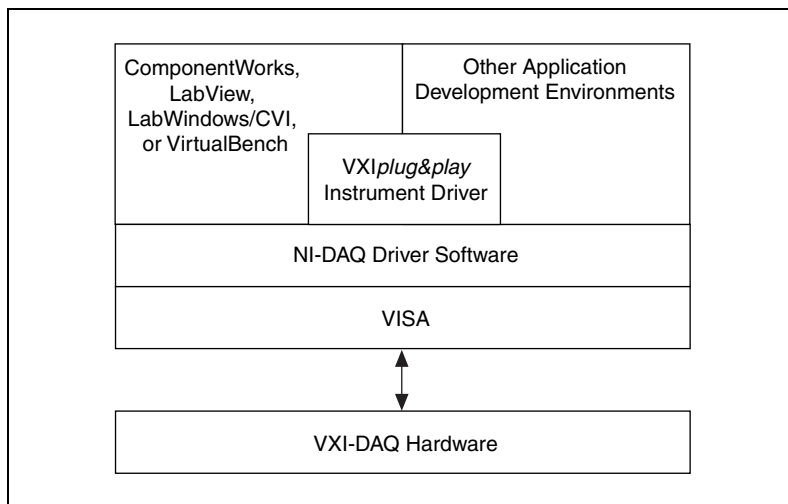 ComponentWorks,
LabView,
LabWindows/CVI,
or VirtualBench
Other Application
Development Environments
VXIplug&play
Instrument Driver
NI-DAQ Driver Software
VISA
VXI-DAQ Hardware